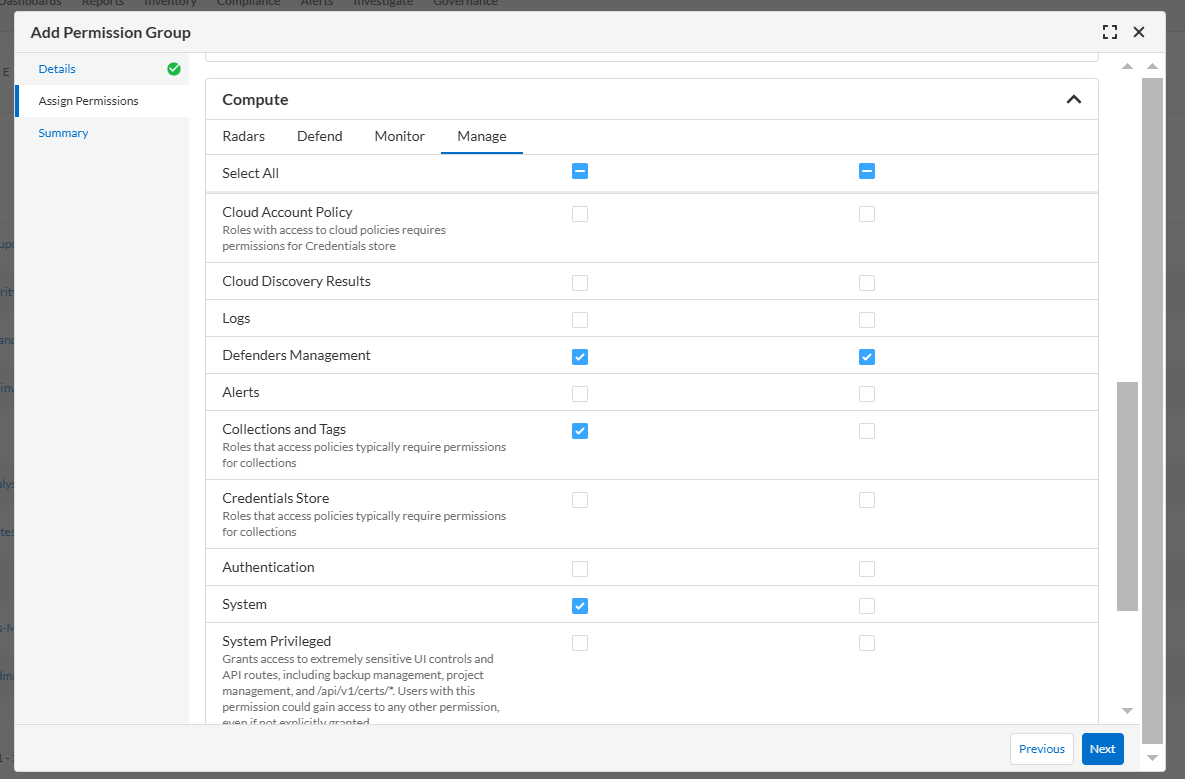 Dashboards Reports Inventory Compliance Alerts Investigate Governance
Add Permission Group
Details
Assign Permissions
Summary
Compute
Radars Defend Monitor Manage
Select All
Cloud Account Policy
Roles with access to cloud policies requires
permissions for Credentials store
Cloud Discovery Results
Logs
Defenders Management
Alerts
Collections and Tags
Roles that access policies typically require permissions
for collections
Credentials Store
Roles that access policies typically require permissions
for collections
Authentication
System
System Privileged
Grants access to extremely sensitive UI controls and
API routes, including backup management, project
management, and /api/v1/certs/*. Users with this
permission could gain access to any other permission,
even if not explicitly granted
Previous Next